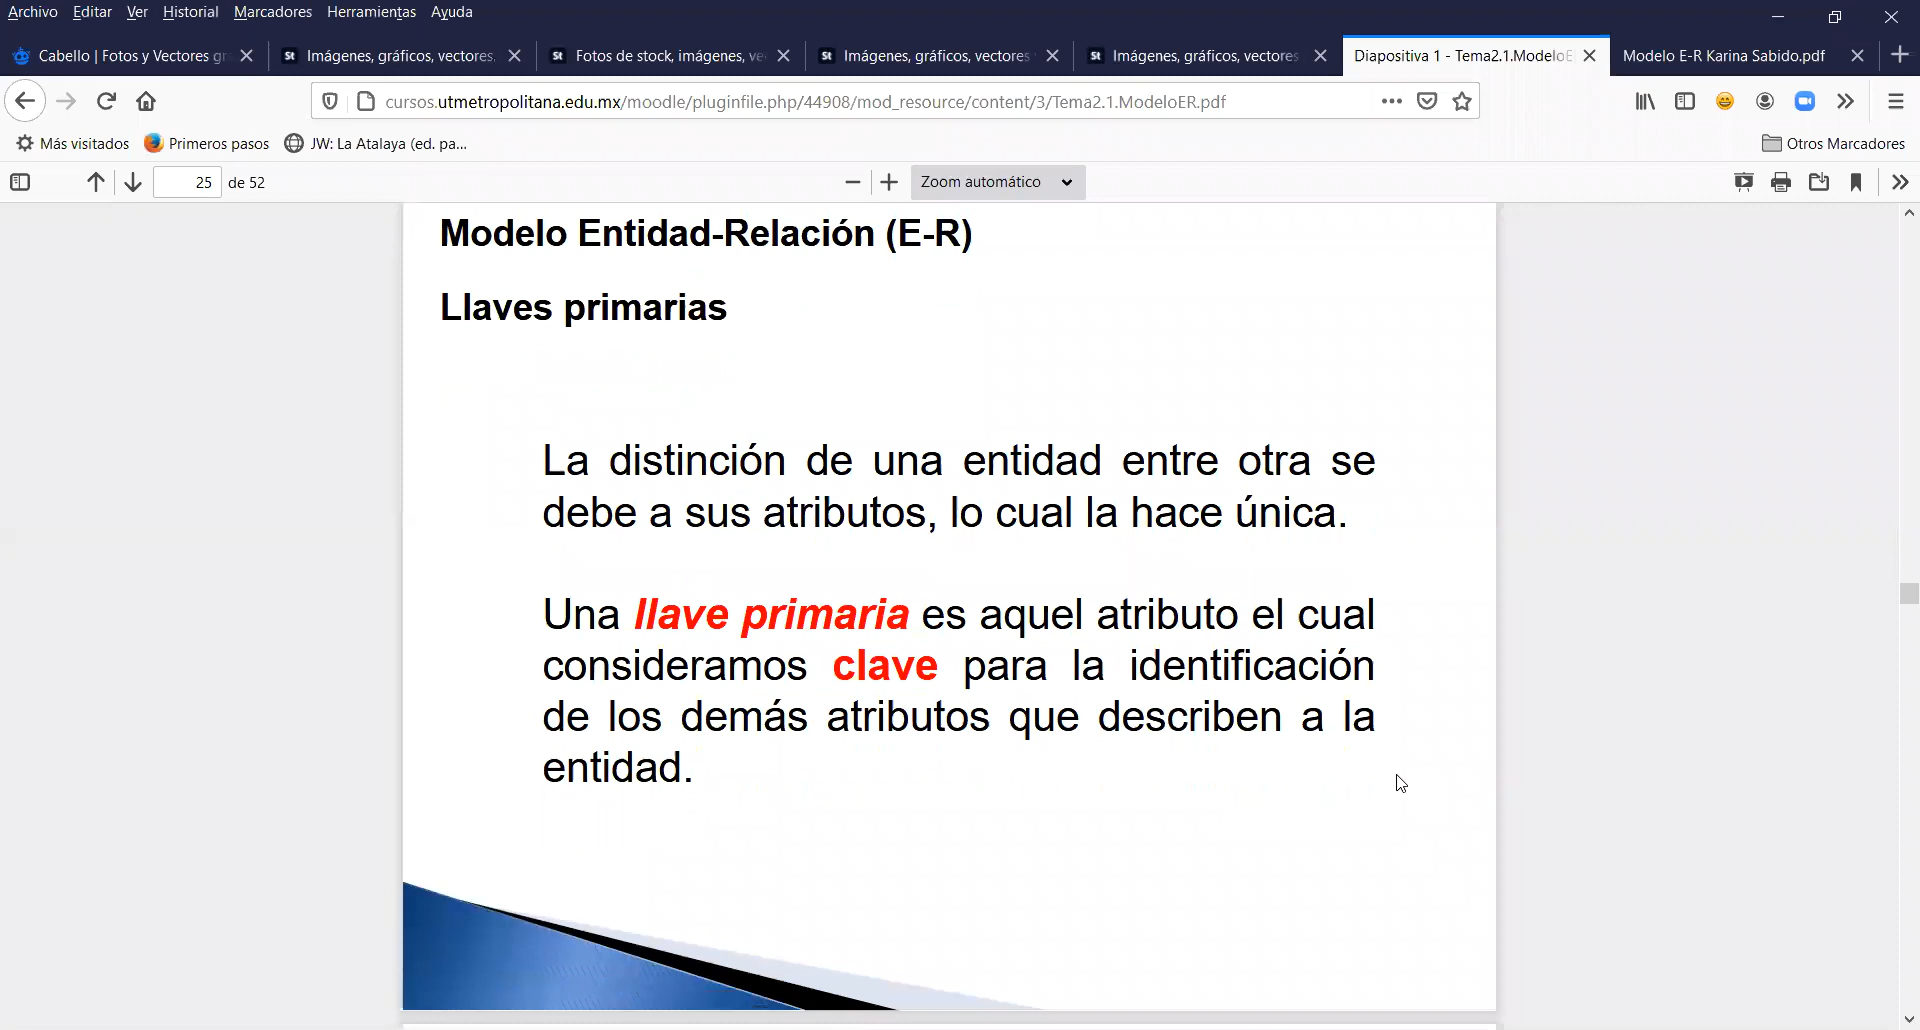 Archivo Editar Ver Historial Marcadores Herramientas Ayuda
Cabello | Fotos y Vectores gr
St Imágenes, gráficos, vectores
St Fotos de stock, imágenes, ve
St Imágenes, gráficos, vectores
St Imágenes, gráficos, vectores
Diapositiva 1 - Tema2.1.ModeloE
Modelo E-R Karina Sabido.pdf
cursos.utmetropolitana.edu.mx/moodle/pluginfile.php/44908/mod_resource/content/3/Tema2.1.ModeloER.pdf
Más visitados Primeros pasos JW: La Atalaya (ed. pa... Otros Marcadores
25 de 52 Zoom automático
Modelo Entidad-Relación (E-R)
Llaves primarias
La distinción de una entidad entre otra se
debe a sus atributos, lo cual la hace única.
Una llave primaria es aquel atributo el cual
consideramos clave para la identificación
de los demás atributos que describen a la
entidad.